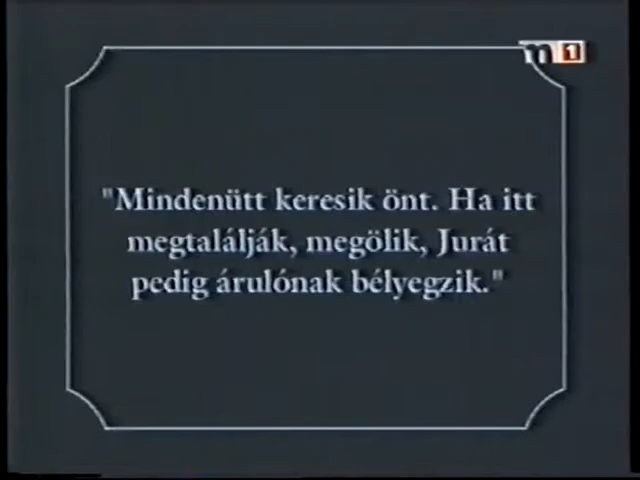 m1
"Mindenütt keresik önt. Ha itt
megtalálják, megölik, Jurát
pedig árulónak bélyegzik."